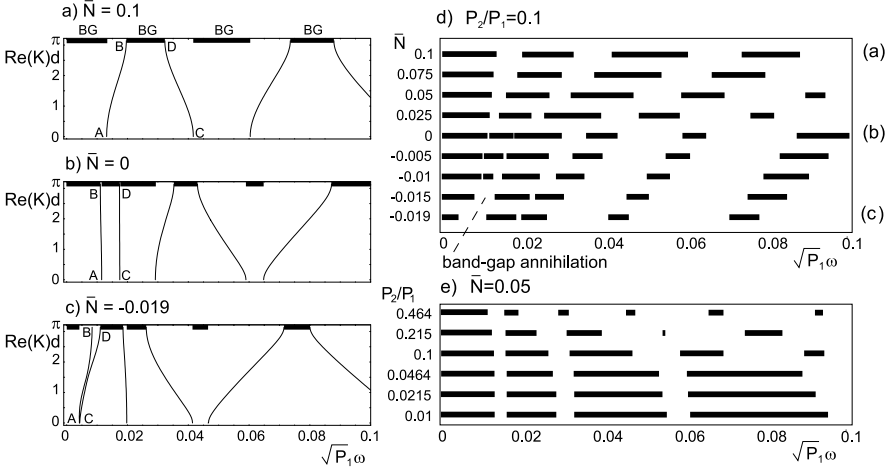 a) N̄ = 0.1
BG BG BG BG
π
Re(K)d
2
1
0
B D
A C
b) N̄ = 0
π
Re(K)d
2
1
0
B D
A C
c) N̄ = -0.019
π
Re(K)d
2
1
0
B D
A C
0 0.02 0.04 0.06 0.08 0.1
√P₁ω
d) P₂/P₁=0.1
N̄
0.1 (a)
0.075
0.05
0.025
0 (b)
-0.005
-0.01
-0.015
-0.019 (c)
0 0.02 0.04 0.06 0.08 0.1
band-gap annihilation
√P₁ω
P₂/P₁ e) N̄=0.05
0.464
0.215
0.1
0.0464
0.0215
0.01
0 0.02 0.04 0.06 0.08 0.1
√P₁ω